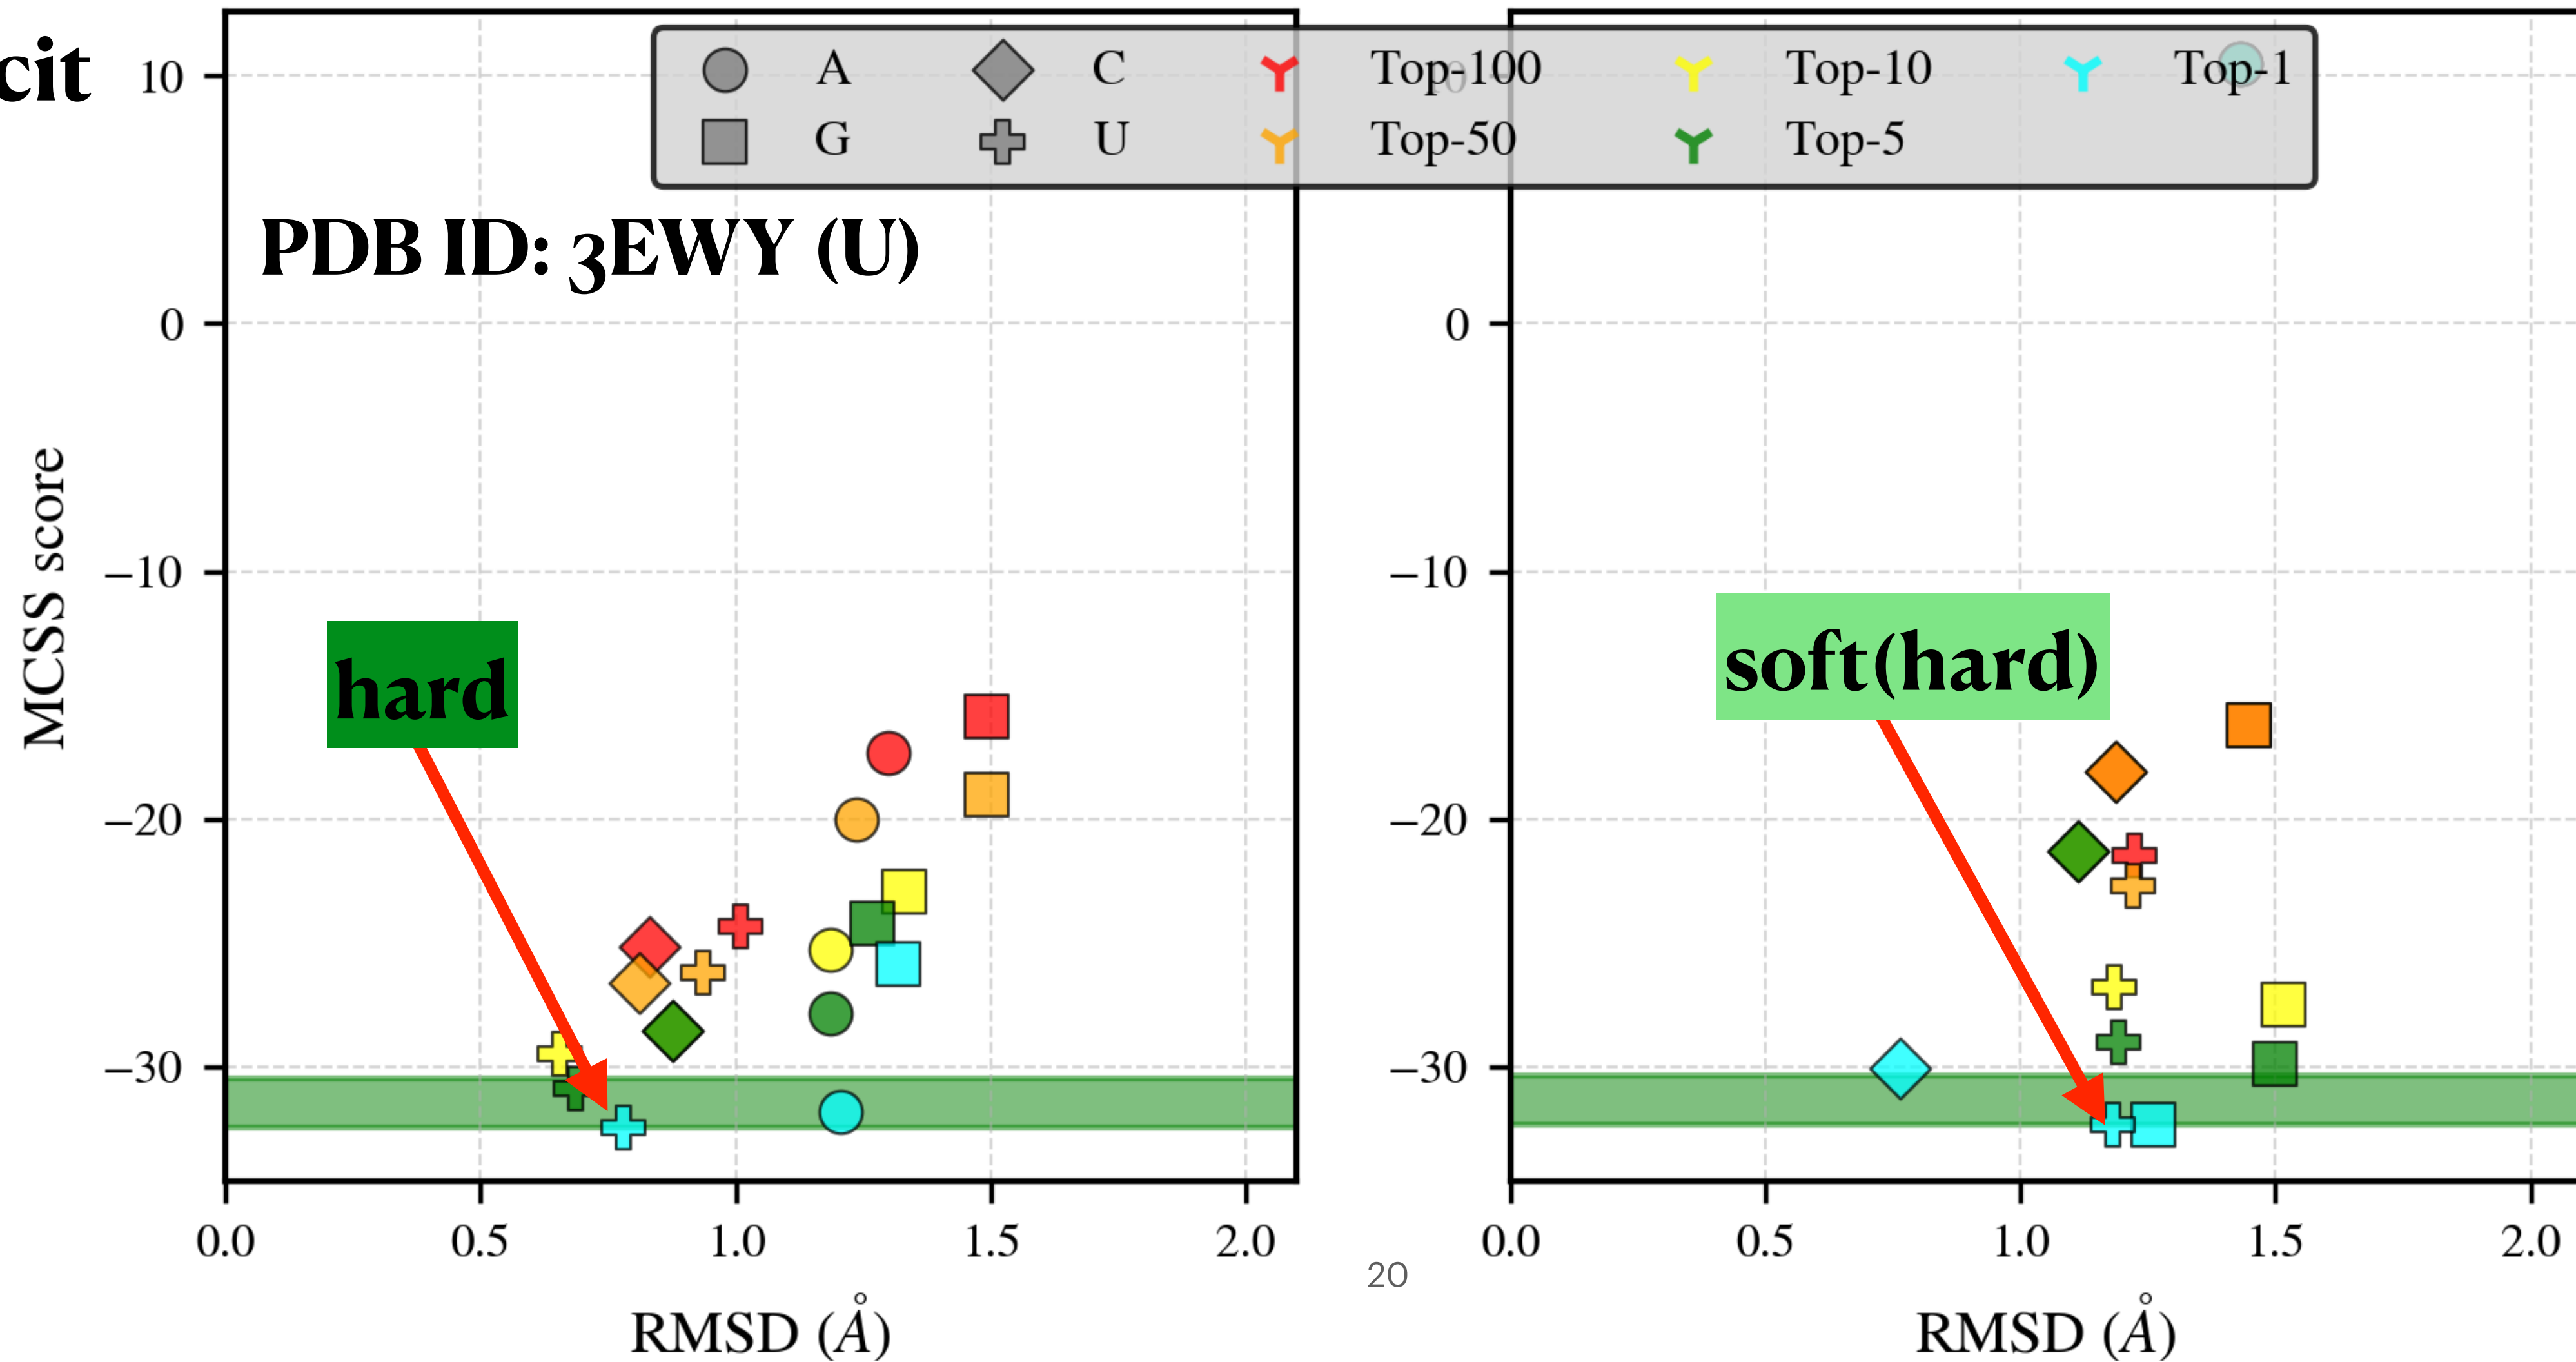 cit
A C Top-100 Top-10 Top-1
G U Top-50 Top-5
PDB ID: 3EWY (U)
MCSS score
10
0
−10
−20
−30
hard
0.0 0.5 1.0 1.5 2.0
RMSD (Å)
10
0
−10
−20
−30
soft(hard)
0.0 0.5 1.0 1.5 2.0
RMSD (Å)
20